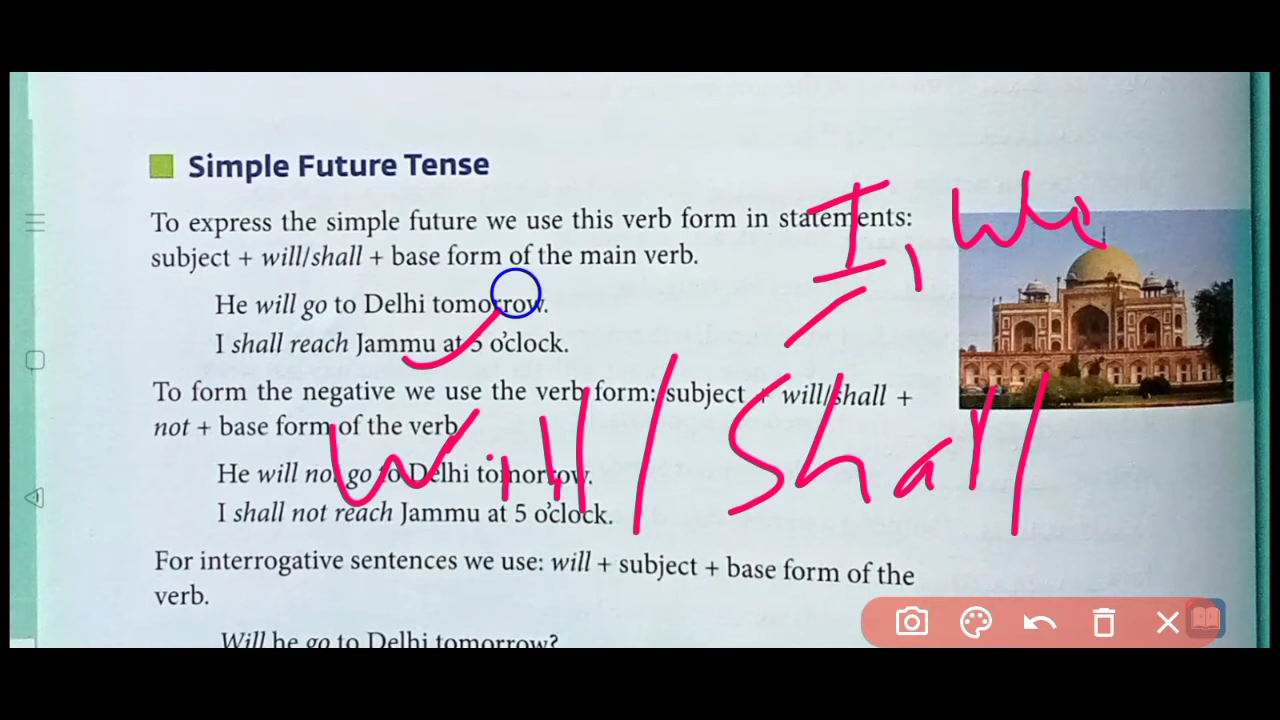 Simple Future Tense
To express the simple future we use this verb form in statements:
subject + will/shall + base form of the main verb.
He will go to Delhi tomorrow.
I shall reach Jammu at 5 o'clock.
To form the negative we use the verb form: subject + will/shall +
not + base form of the verb.
He will not go to Delhi tomorrow.
I shall not reach Jammu at 5 o'clock.
For interrogative sentences we use: will + subject + base form of the
verb.
Will he go to Delhi tomorrow?
I, We
Will/Shall/